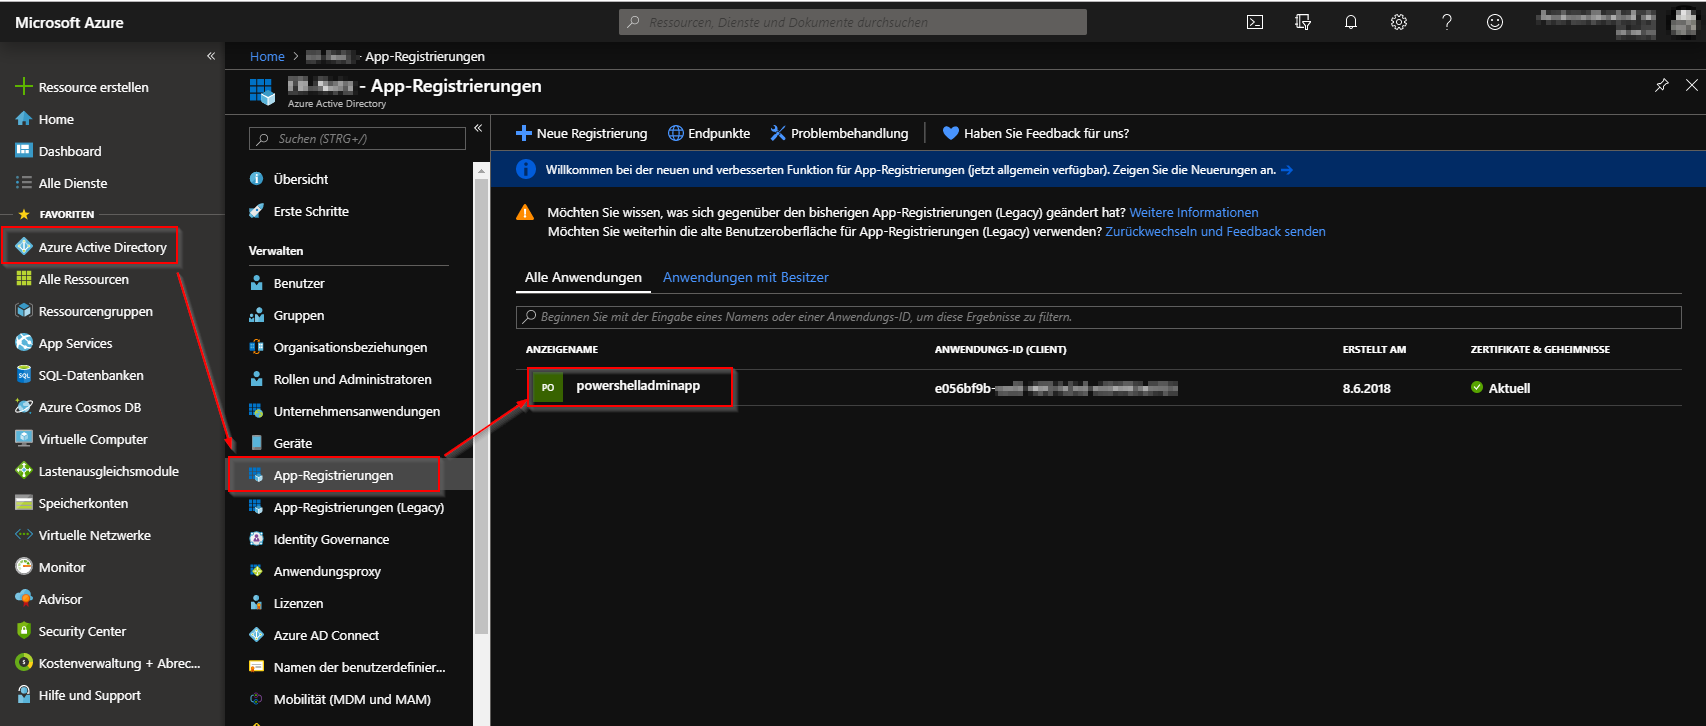 Microsoft Azure
Ressourcen, Dienste und Dokumente durchsuchen
Ressource erstellen
Home
Dashboard
Alle Dienste
FAVORITEN
Azure Active Directory
Alle Ressourcen
Ressourcengruppen
App Services
SQL-Datenbanken
Azure Cosmos DB
Virtuelle Computer
Lastenausgleichsmodule
Speicherkonten
Virtuelle Netzwerke
Monitor
Advisor
Security Center
Kostenverwaltung + Abrec...
Hilfe und Support
Home > - App-Registrierungen
- App-Registrierungen
Azure Active Directory
Suchen (STRG+/)
Übersicht
Erste Schritte
Verwalten
Benutzer
Gruppen
Organisationsbeziehungen
Rollen und Administratoren
Unternehmensanwendungen
Geräte
App-Registrierungen
App-Registrierungen (Legacy)
Identity Governance
Anwendungsproxy
Lizenzen
Azure AD Connect
Namen der benutzerdefinier...
Mobilität (MDM und MAM)
Neue Registrierung Endpunkte Problembehandlung Haben Sie Feedback für uns?
Willkommen bei der neuen und verbesserten Funktion für App-Registrierungen (jetzt allgemein verfügbar). Zeigen Sie die Neuerungen an. →
Möchten Sie wissen, was sich gegenüber den bisherigen App-Registrierungen (Legacy) geändert hat? Weitere Informationen
Möchten Sie weiterhin die alte Benutzeroberfläche für App-Registrierungen (Legacy) verwenden? Zurückwechseln und Feedback senden
Alle Anwendungen Anwendungen mit Besitzer
Beginnen Sie mit der Eingabe eines Namens oder einer Anwendungs-ID, um diese Ergebnisse zu filtern.
ANZEIGENAME ANWENDUNGS-ID (CLIENT) ERSTELLT AM ZERTIFIKATE & GEHEIMNISSE
PO powershelladminapp e056bf9b- 8.6.2018 Aktuell